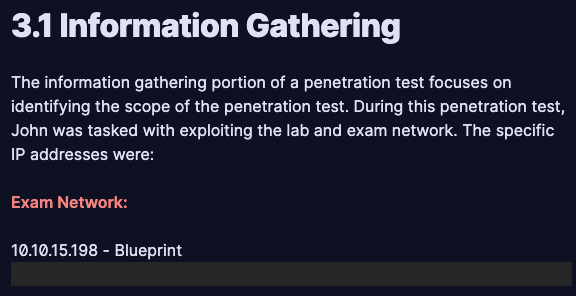 3.1 Information Gathering
The information gathering portion of a penetration test focuses on
identifying the scope of the penetration test. During this penetration test,
John was tasked with exploiting the lab and exam network. The specific
IP addresses were:
Exam Network:
10.10.15.198 - Blueprint